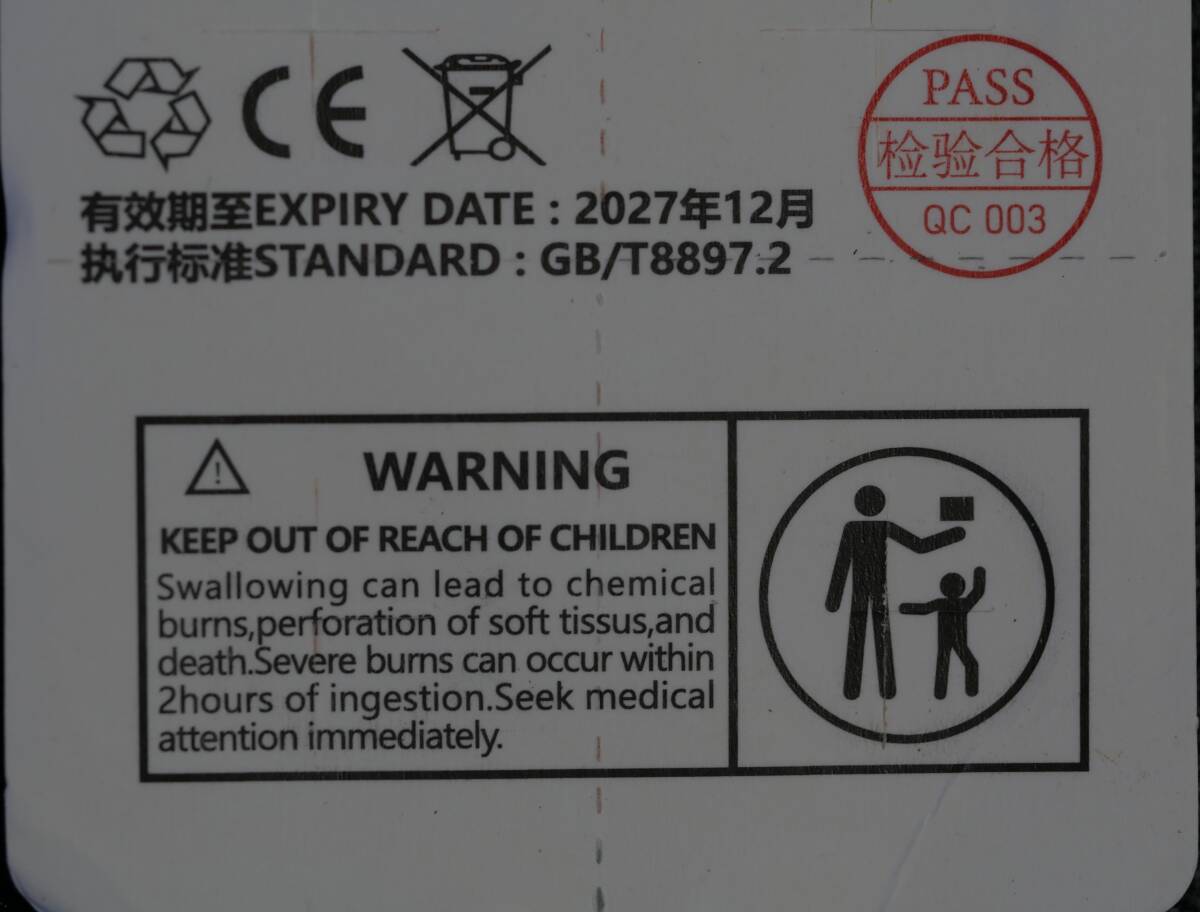 CE
PASS
检验合格
QC 003
有效期至EXPIRY DATE : 2027年12月
执行标准STANDARD : GB/T8897.2
WARNING
KEEP OUT OF REACH OF CHILDREN
Swallowing can lead to chemical
burns,perforation of soft tissus,and
death.Severe burns can occur within
2hours of ingestion.Seek medical
attention immediately.